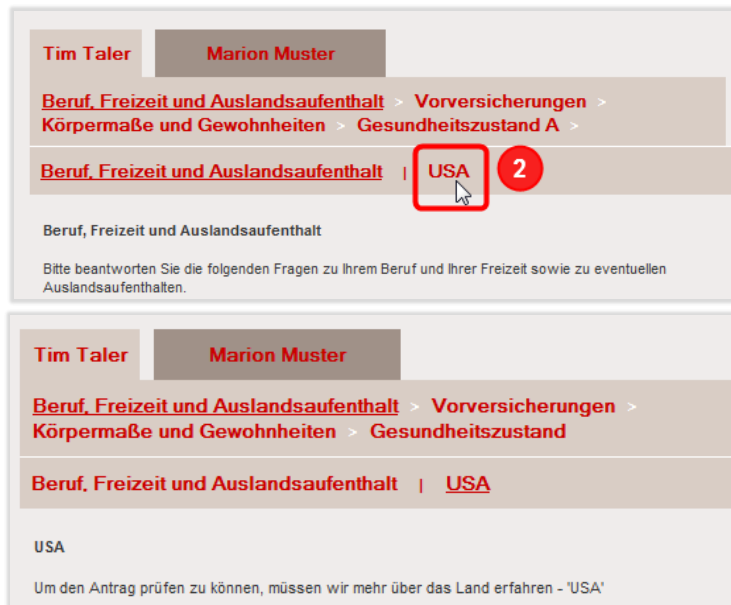 Tim Taler Marion Muster
Beruf, Freizeit und Auslandsaufenthalt > Vorversicherungen >
Körpermaße und Gewohnheiten > Gesundheitszustand A >
Beruf, Freizeit und Auslandsaufenthalt | USA 2
Beruf, Freizeit und Auslandsaufenthalt
Bitte beantworten Sie die folgenden Fragen zu Ihrem Beruf und Ihrer Freizeit sowie zu eventuellen
Auslandsaufenthalten.
Tim Taler Marion Muster
Beruf, Freizeit und Auslandsaufenthalt > Vorversicherungen >
Körpermaße und Gewohnheiten > Gesundheitszustand
Beruf, Freizeit und Auslandsaufenthalt | USA
USA
Um den Antrag prüfen zu können, müssen wir mehr über das Land erfahren - 'USA'